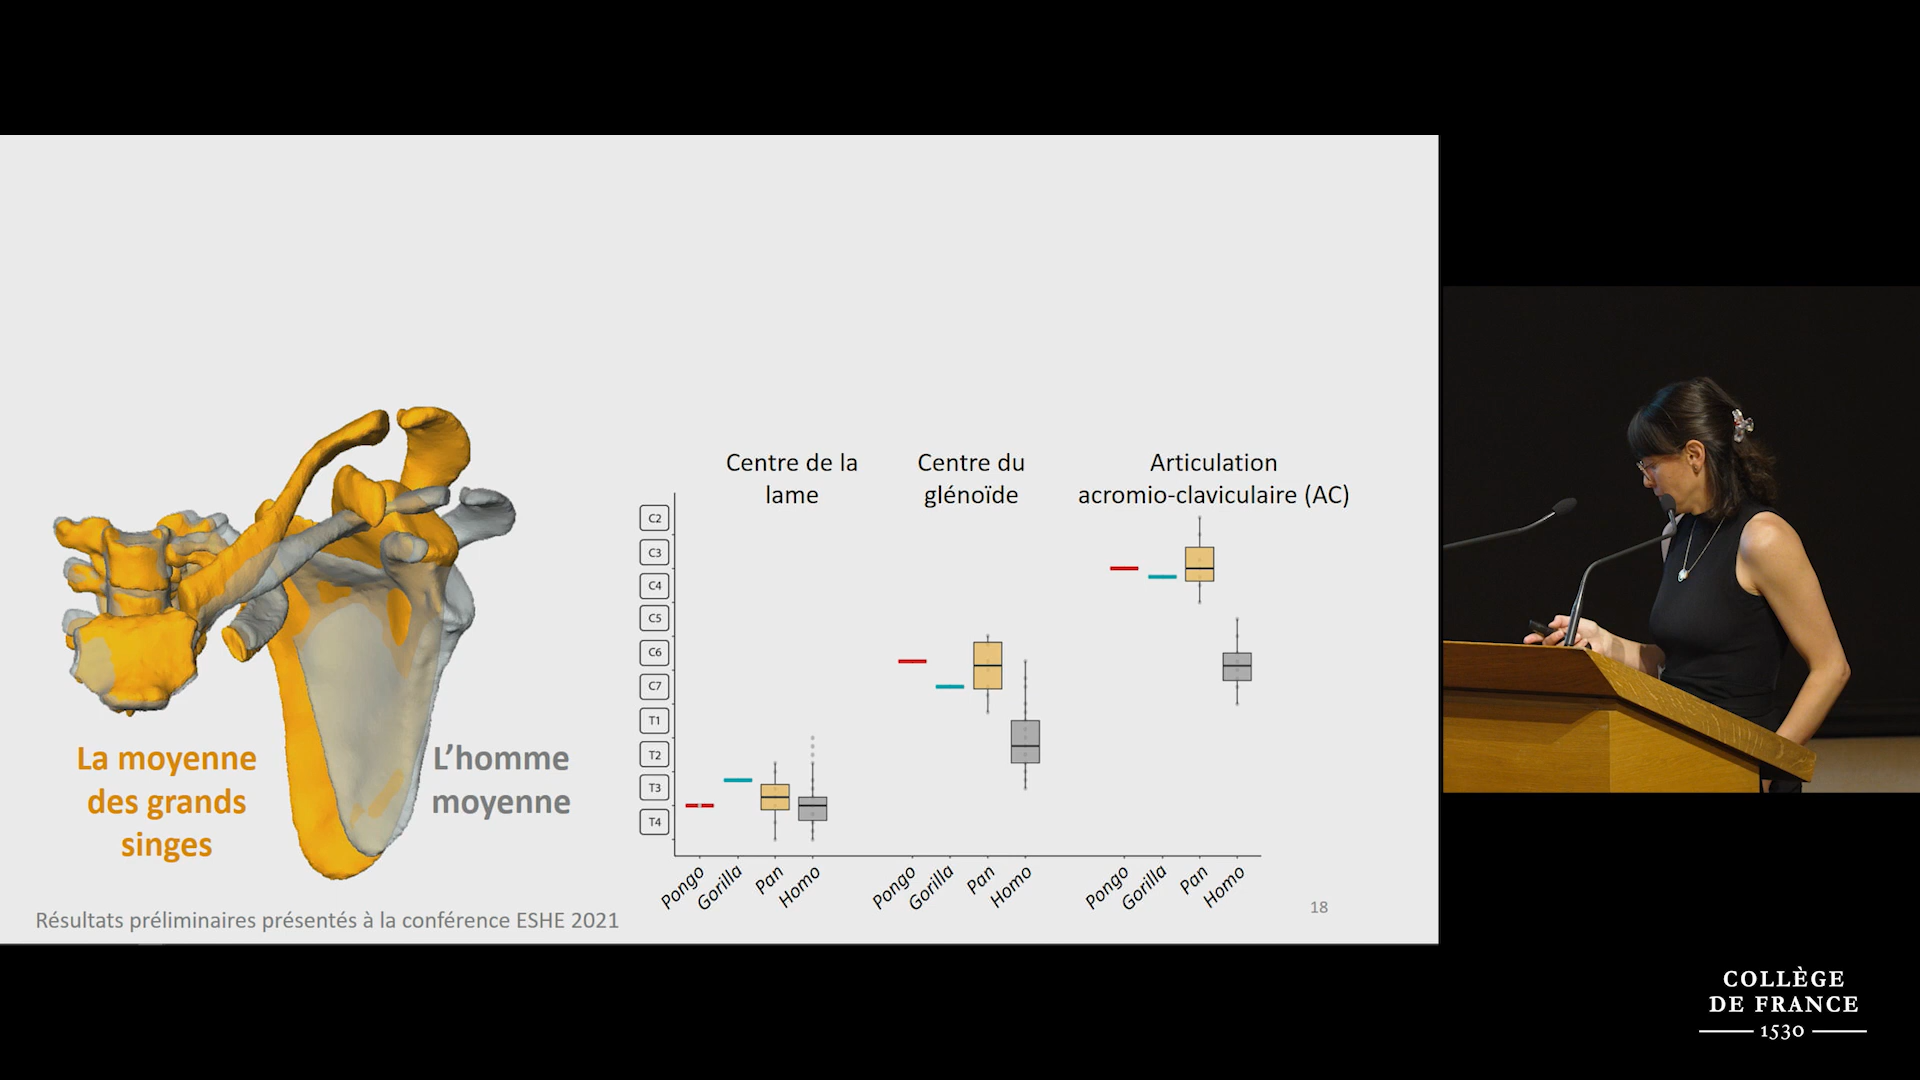 Centre de la
lame
Centre du
glénoïde
Articulation
acromio-claviculaire (AC)
C2
C3
C4
C5
C6
C7
T1
T2
T3
T4
Pongo
Gorilla
Pan
Homo
Pongo
Gorilla
Pan
Homo
Pongo
Gorilla
Pan
Homo
La moyenne
des grands
singes
L'homme
moyenne
Résultats préliminaires présentés à la conférence ESHE 2021
18
COLLÈGE
DE FRANCE
1530